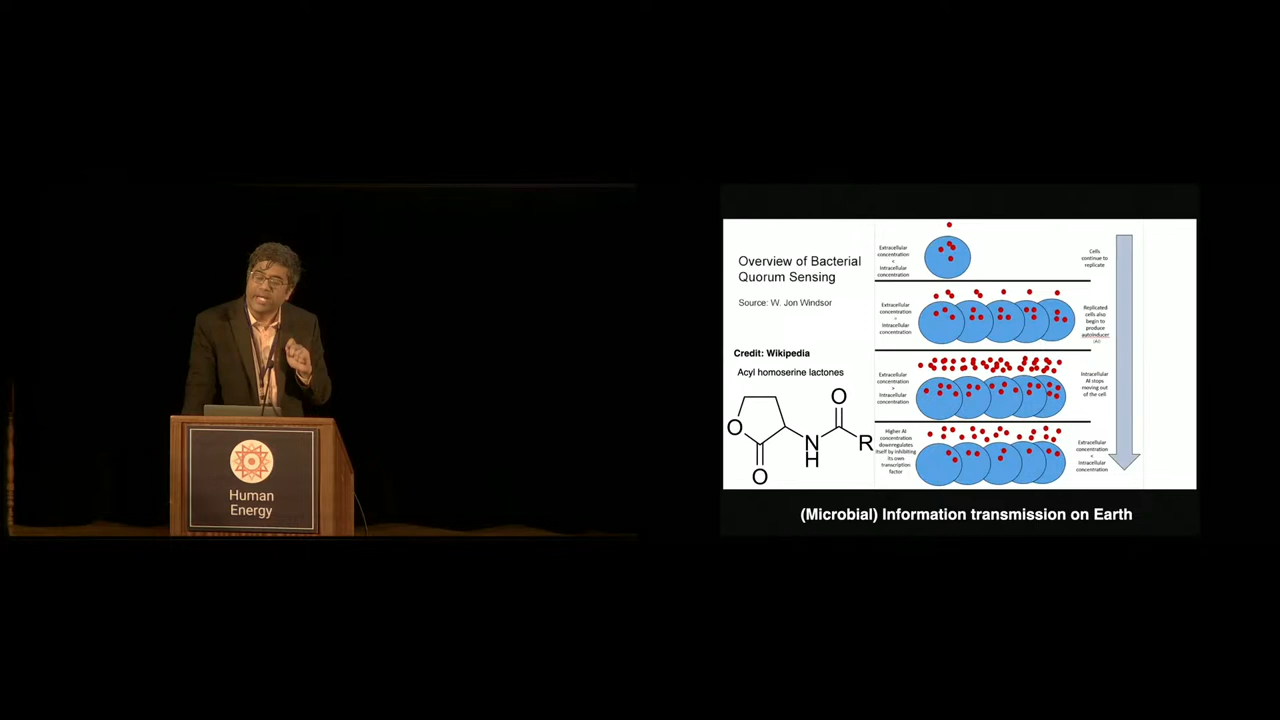 Human
Energy
Overview of Bacterial
Quorum Sensing
Source: W. Jon Windsor
Credit: Wikipedia
Acyl homoserine lactones
O
O
N
H
O
R
Extracellular
concentration
Intracellular
concentration
Cells
continue to
replicate
Extracellular
concentration
Intracellular
concentration
Replicated
cells also
begin to
produce
autoinducer
(AI)
Extracellular
concentration
>
Intracellular
concentration
Intracellular
AI stops
moving out
of the cell
Higher AI
concentration
downregulates
itself by inhibiting
its own
transcription
factor
Extracellular
concentration
Intracellular
concentration
(Microbial) Information transmission on Earth